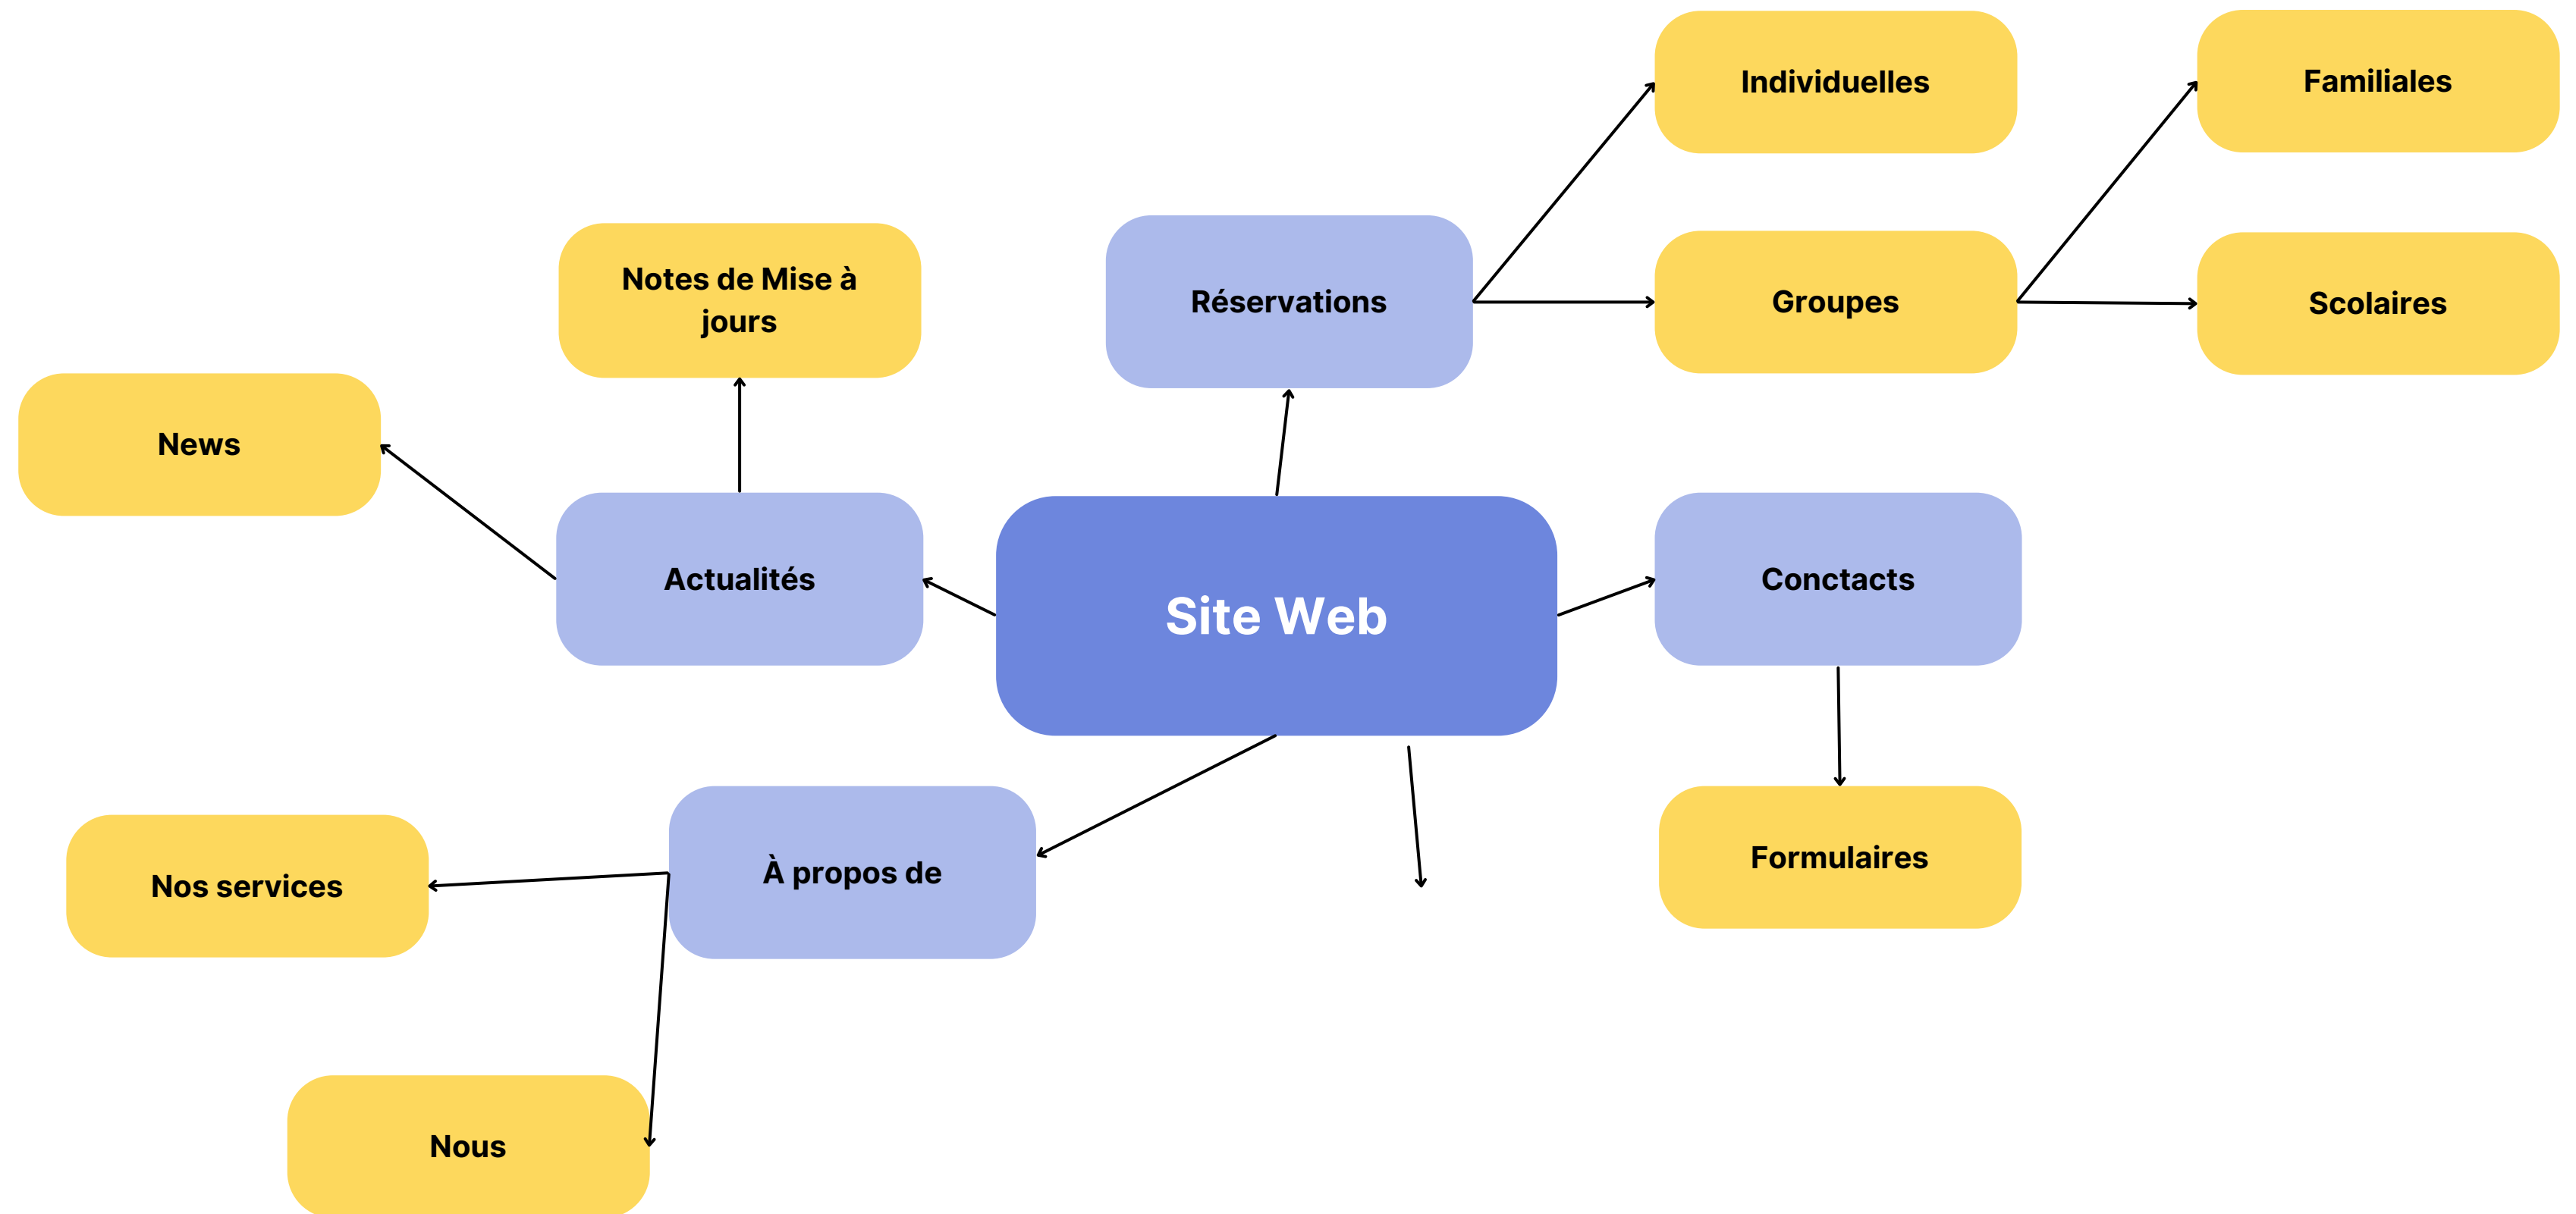 Individuelles
Familiales
Notes de Mise à
jours
Réservations
Groupes
Scolaires
News
Actualités
Site Web
Conctacts
Nos services
À propos de
Formulaires
Nous